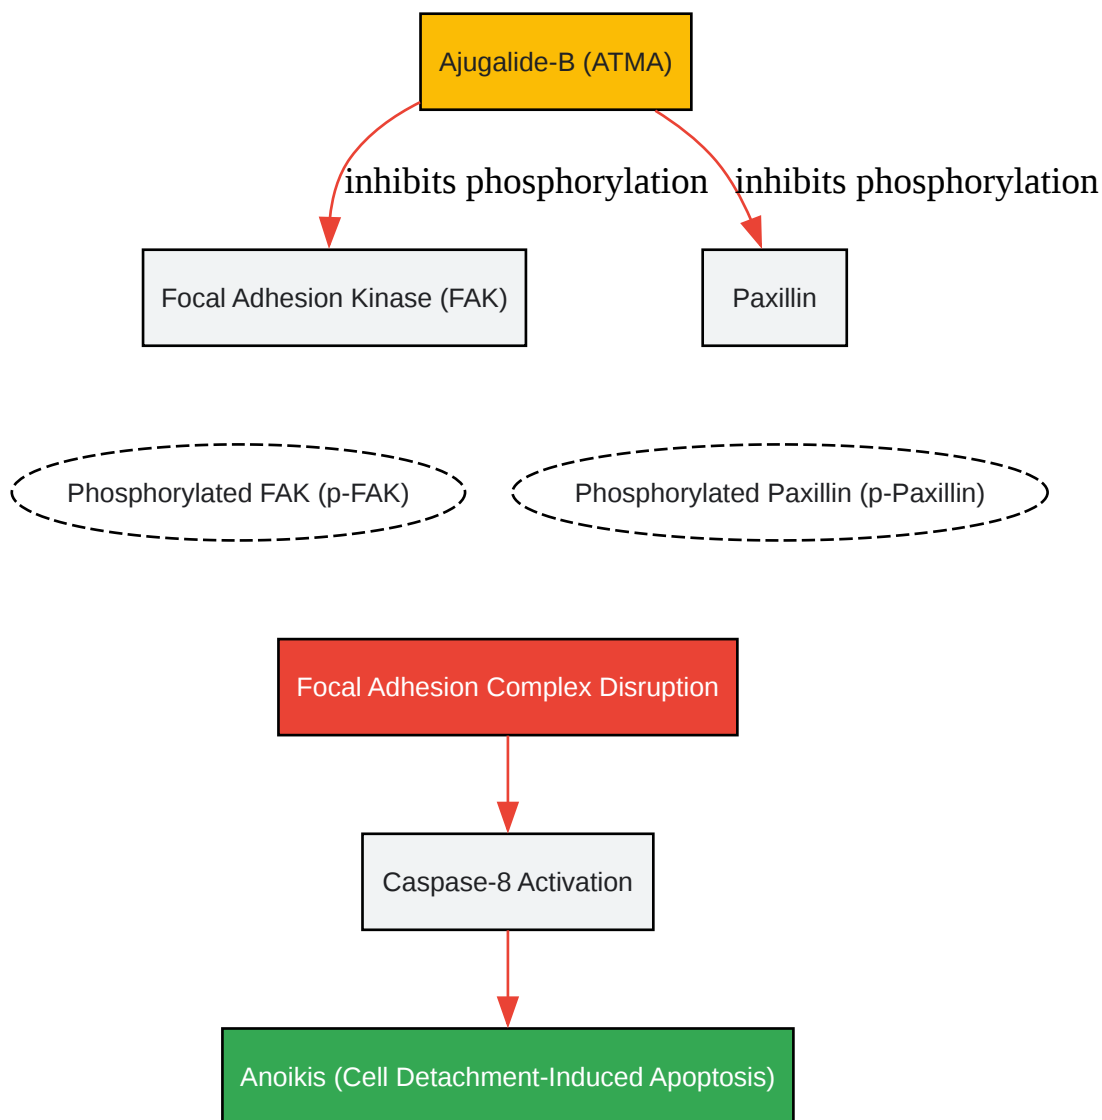 Ajugalide-B (ATMA)
inhibits phosphorylation
inhibits phosphorylation
Focal Adhesion Kinase (FAK)
Paxillin
Phosphorylated FAK (p-FAK)
Phosphorylated Paxillin (p-Paxillin)
Focal Adhesion Complex Disruption
Caspase-8 Activation
Anoikis (Cell Detachment-Induced Apoptosis)